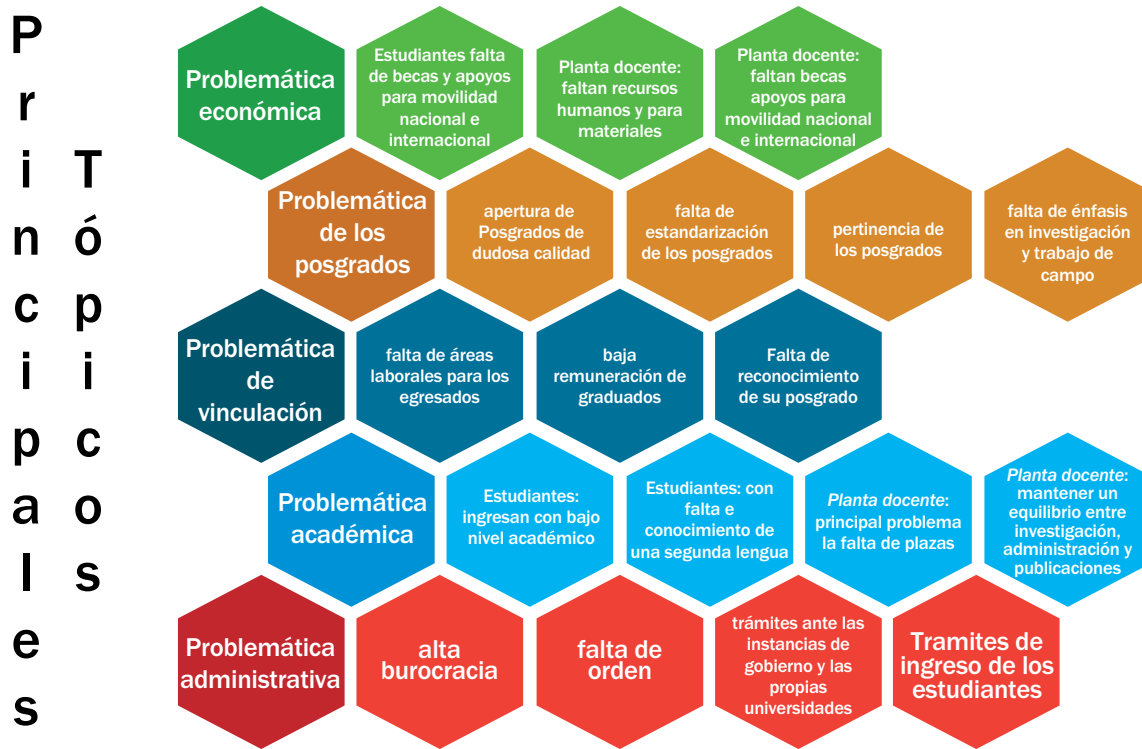 Principales
Tópicos
Problemática
económica
Estudiantes falta
de becas y apoyos
para movilidad
nacional e
internacional
Planta docente:
faltan recursos
humanos y para
materiales
Planta docente:
faltan becas
apoyos para
movilidad nacional
e internacional
Problemática
de los
posgrados
apertura de
Posgrados de
dudosa calidad
falta de
estandarización
de los posgrados
pertinencia de
los posgrados
falta de énfasis
en investigación
y trabajo de
campo
Problemática
de
vinculación
falta de áreas
laborales para los
egresados
baja
remuneración de
graduados
Falta de
reconocimiento
de su posgrado
Problemática
académica
Estudiantes:
ingresan con bajo
nivel académico
Estudiantes: con
falta e
conocimiento de
una segunda lengua
Planta docente:
principal problema
la falta de plazas
Planta docente:
mantener un
equilibrio entre
investigación,
administración y
publicaciones
Problemática
administrativa
alta
burocracia
falta de
orden
trámites ante las
instancias de
gobierno y las
propias
universidades
Tramites de
ingreso de los
estudiantes